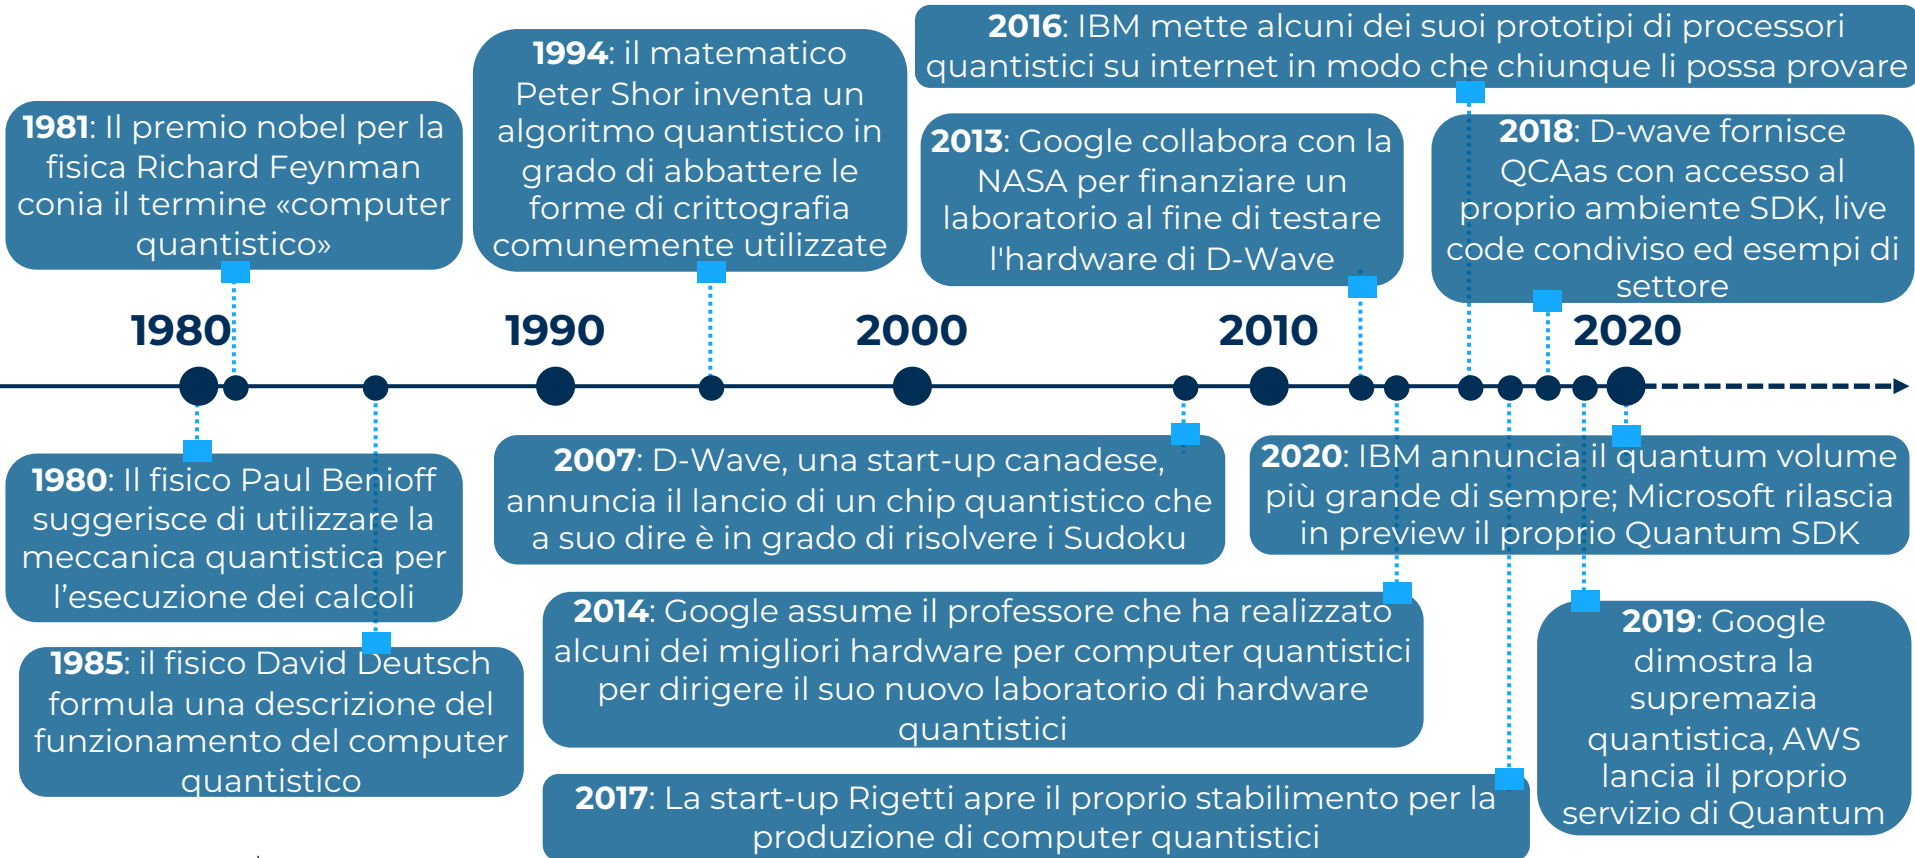 2016: IBM mette alcuni dei suoi prototipi di processori
quantistici su internet in modo che chiunque li possa provare
1994: il matematico
Peter Shor inventa un
algoritmo quantistico in
grado di abbattere le
forme di crittografia
comunemente utilizzate
1981: Il premio nobel per la
fisica Richard Feynman
conia il termine «computer
quantistico»
2013: Google collabora con la
NASA per finanziare un
laboratorio al fine di testare
l'hardware di D-Wave
2018: D-wave fornisce
QCAas con accesso al
proprio ambiente SDK, live
code condiviso ed esempi di
settore
1980
1990
2000
2010
2020
1980: Il fisico Paul Benioff
suggerisce di utilizzare la
meccanica quantistica per
l’esecuzione dei calcoli
2007: D-Wave, una start-up canadese,
annuncia il lancio di un chip quantistico che
a suo dire è in grado di risolvere i Sudoku
2020: IBM annuncia il quantum volume
più grande di sempre; Microsoft rilascia
in preview il proprio Quantum SDK
1985: il fisico David Deutsch
formula una descrizione del
funzionamento del computer
quantistico
2014: Google assume il professore che ha realizzato
alcuni dei migliori hardware per computer quantistici
per dirigere il suo nuovo laboratorio di hardware
quantistici
2019: Google
dimostra la
supremazia
quantistica, AWS
lancia il proprio
servizio di Quantum
2017: La start-up Rigetti apre il proprio stabilimento per la
produzione di computer quantistici